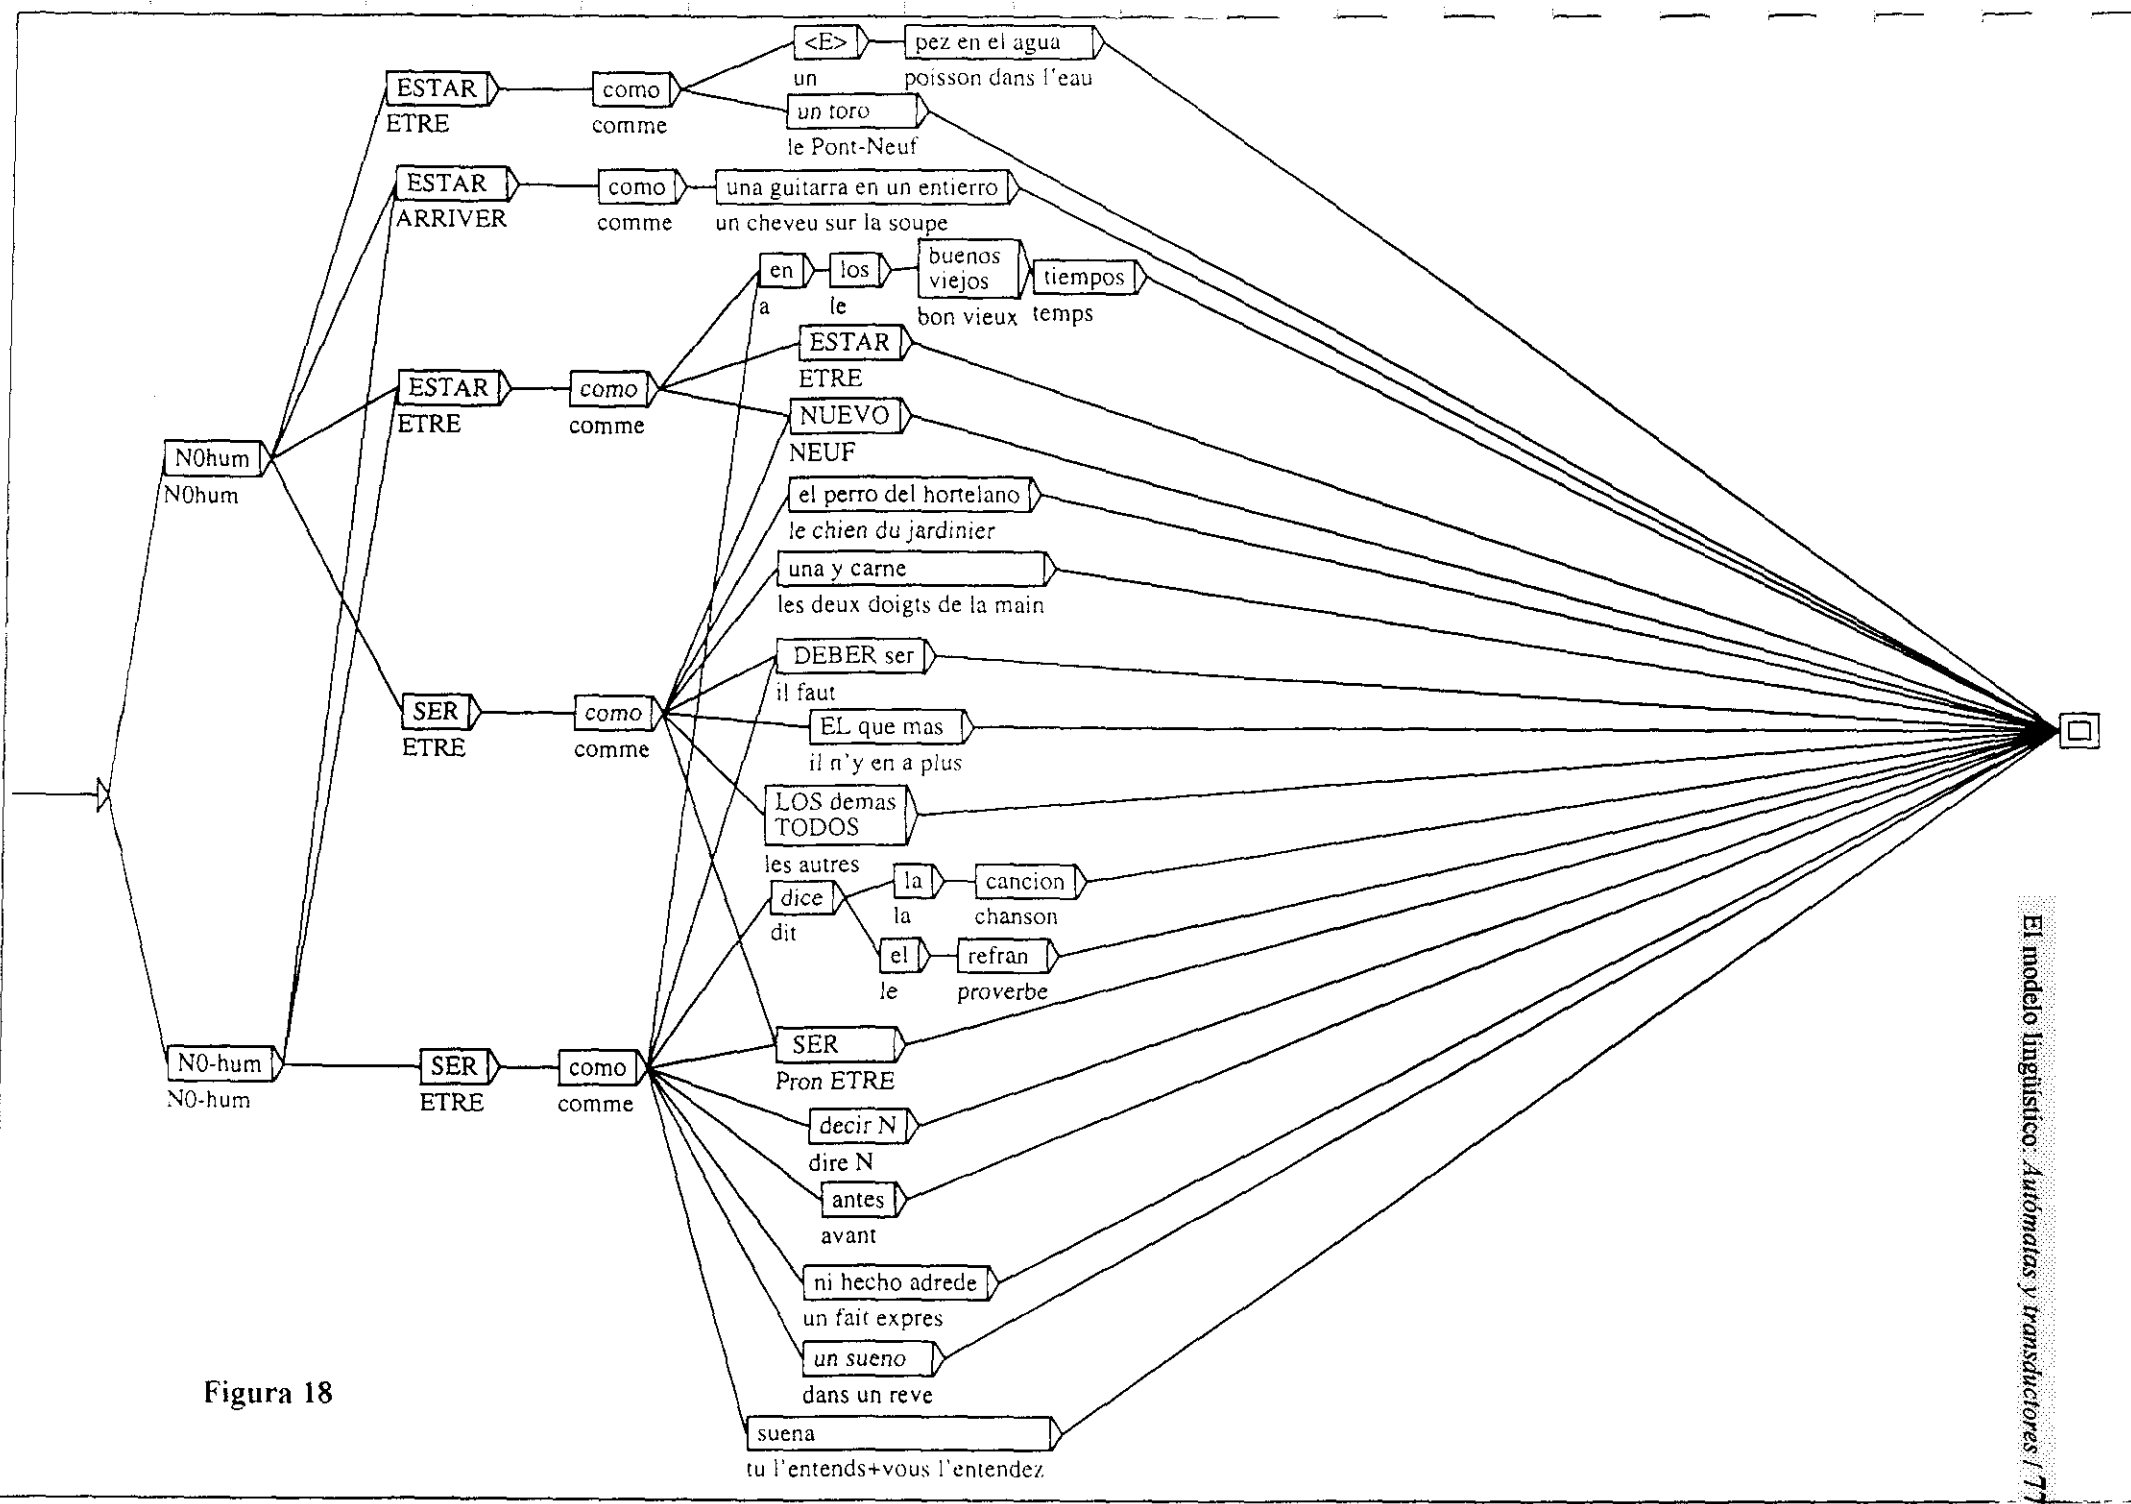 <E>
pez en el agua
un
poisson dans l'eau
ESTAR
como
ETRE
comme
un toro
le Pont-Neuf
ESTAR
como
una guitarra en un entierro
ARRIVER
comme
un cheveu sur la soupe
en
los
buenos
viejos
tiempos
a
le
bon vieux
temps
ESTAR
ETRE
ESTAR
como
ETRE
comme
NUEVO
NEUF
N0hum
N0hum
el perro del hortelano
le chien du jardinier
una y carne
les deux doigts de la main
DEBER ser
il faut
SER
como
ETRE
comme
EL que mas
il n'y en a plus
LOS demas
TODOS
les autres
dice
dit
la
cancion
la
chanson
el
refran
le
proverbe
SER
Pron ETRE
N0-hum
N0-hum
SER
como
ETRE
comme
decir N
dire N
antes
avant
ni hecho adrede
un fait expres
un sueno
dans un reve
suena
tu l'entends+vous l'entendez
Figura 18
El modelo lingüístico: Autómatas y transductores / 77